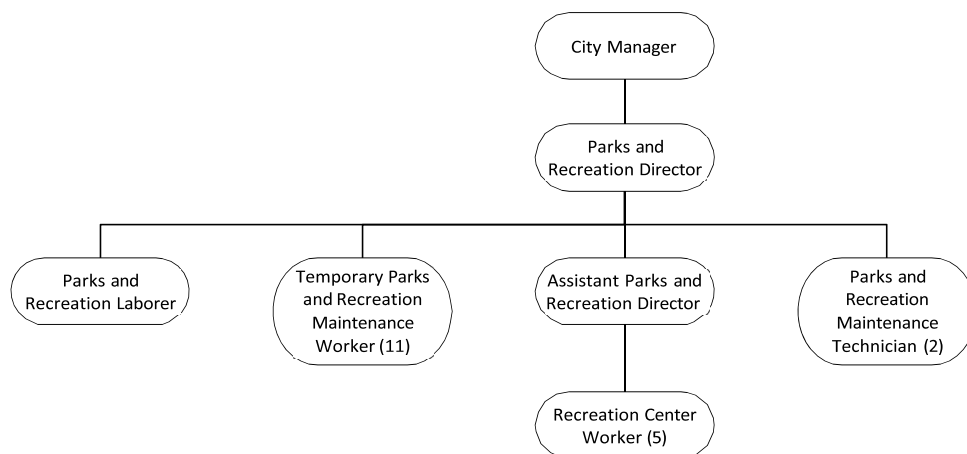 City Manager
Parks and
Recreation Director
Parks and
Recreation Laborer
Temporary Parks
and Recreation
Maintenance
Worker (11)
Assistant Parks and
Recreation Director
Parks and
Recreation
Maintenance
Technician (2)
Recreation Center
Worker (5)